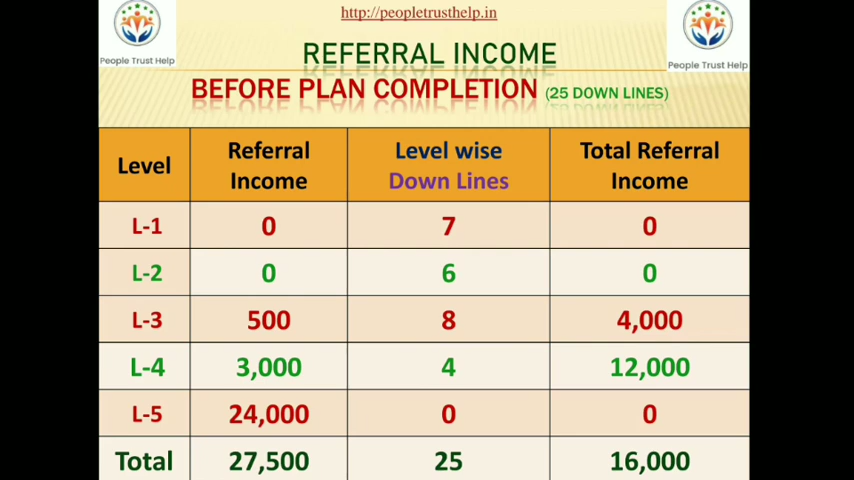 http://peopletrusthelp.in
People Trust Help
People Trust Help
REFERRAL INCOME
BEFORE PLAN COMPLETION (25 DOWN LINES)
Level Referral Income Level wise Down Lines Total Referral Income
L-1 0 7 0
L-2 0 6 0
L-3 500 8 4,000
L-4 3,000 4 12,000
L-5 24,000 0 0
Total 27,500 25 16,000